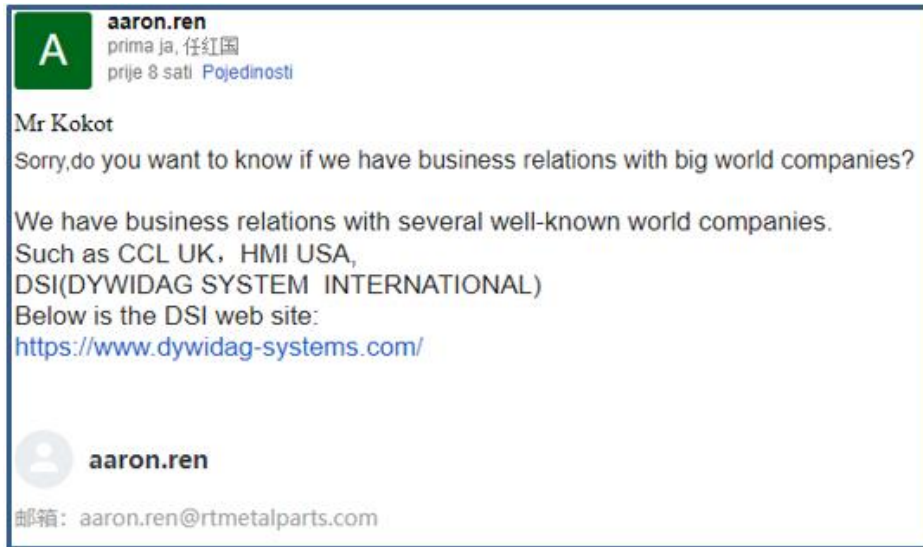 A
aaron.ren
prima ja, 任红国
prije 8 sati Pojedinosti
Mr Kokot
Sorry,do you want to know if we have business relations with big world companies?
We have business relations with several well-known world companies.
Such as CCL UK，HMI USA,
DSI(DYWIDAG SYSTEM INTERNATIONAL)
Below is the DSI web site:
https://www.dywidag-systems.com/
aaron.ren
邮箱：aaron.ren@rtmetalparts.com